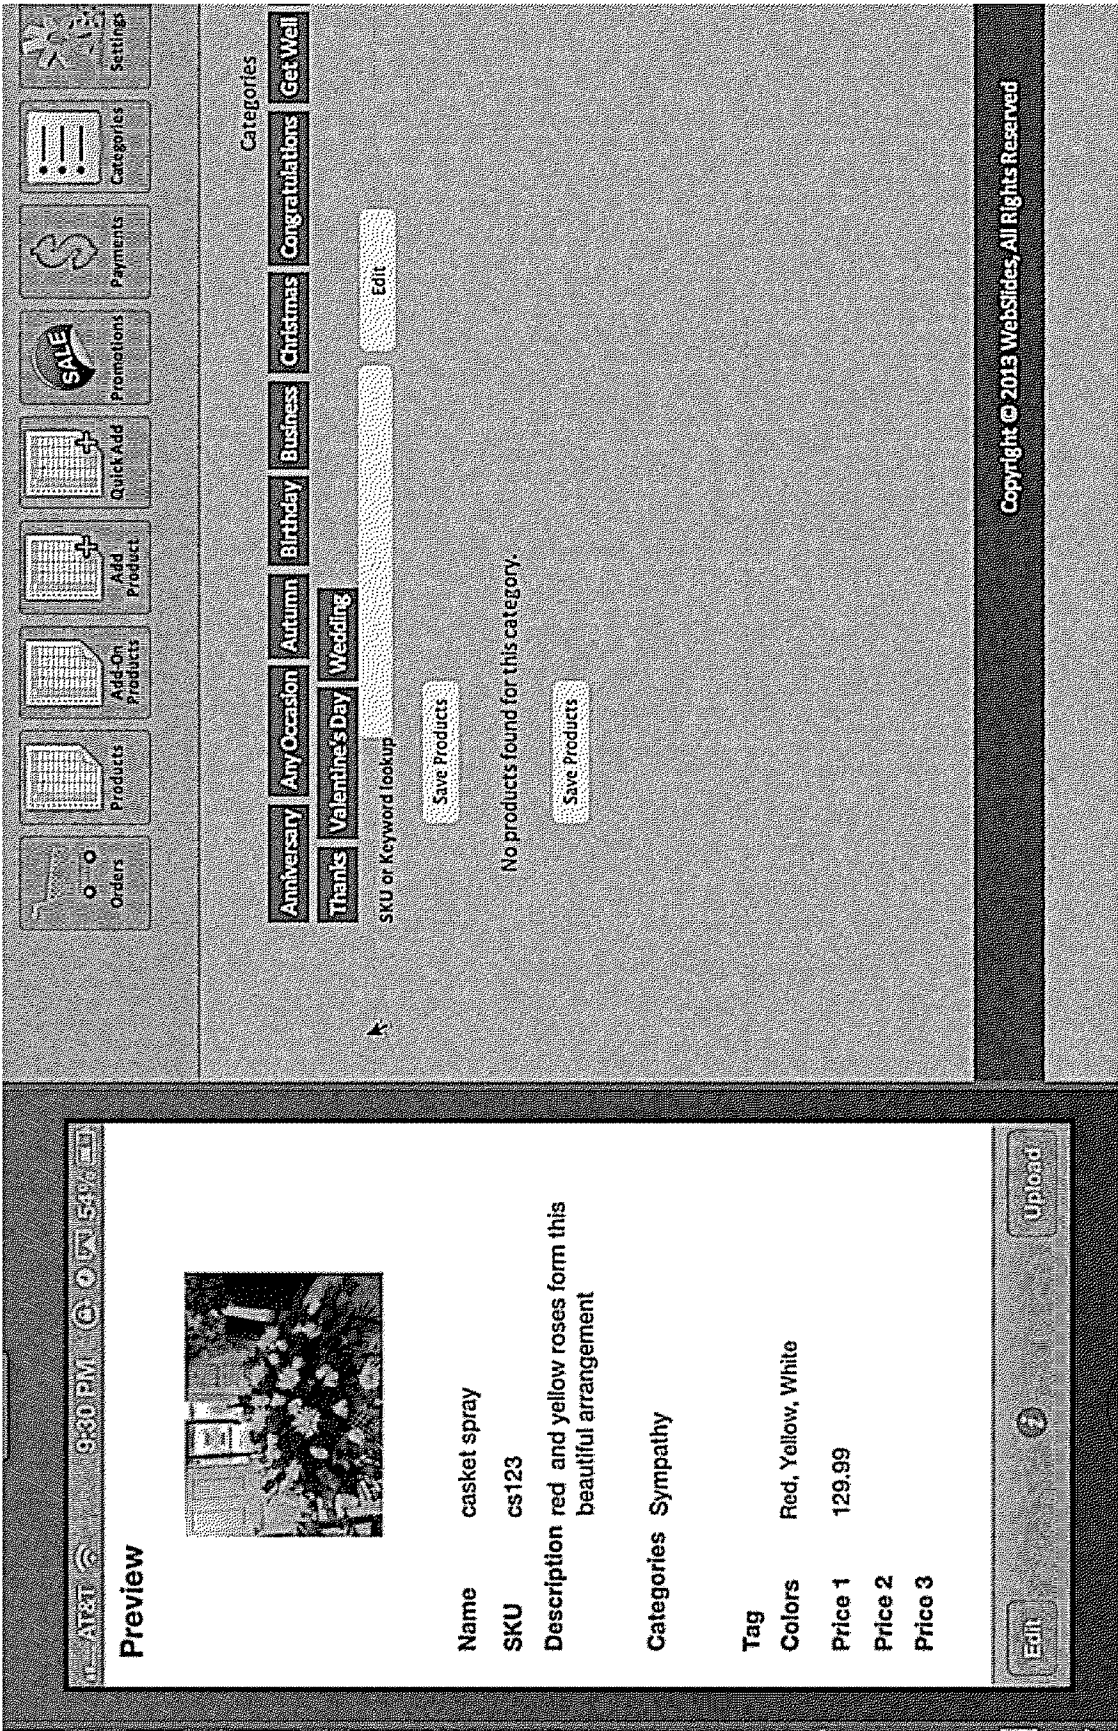 AT&T 9:30 PM 54%
Preview
Name casket spray
SKU cs123
Description red and yellow roses form this
beautiful arrangement
Categories Sympathy
Tag
Colors Red, Yellow, White
Price 1 129.99
Price 2
Price 3
Edit Upload
Orders
Products
Add-On
Products
Add
Product
Quick Add
SALE
Promotions
Payments
Categories
Settings
Categories
Anniversary Any Occasion Autumn Birthday Business Christmas Congratulations Get Well
Thanks Valentine's Day Wedding
SKU or Keyword lookup Edit
Save Products
No products found for this category.
Save Products
Copyright © 2013 WebSlides, All Rights Reserved